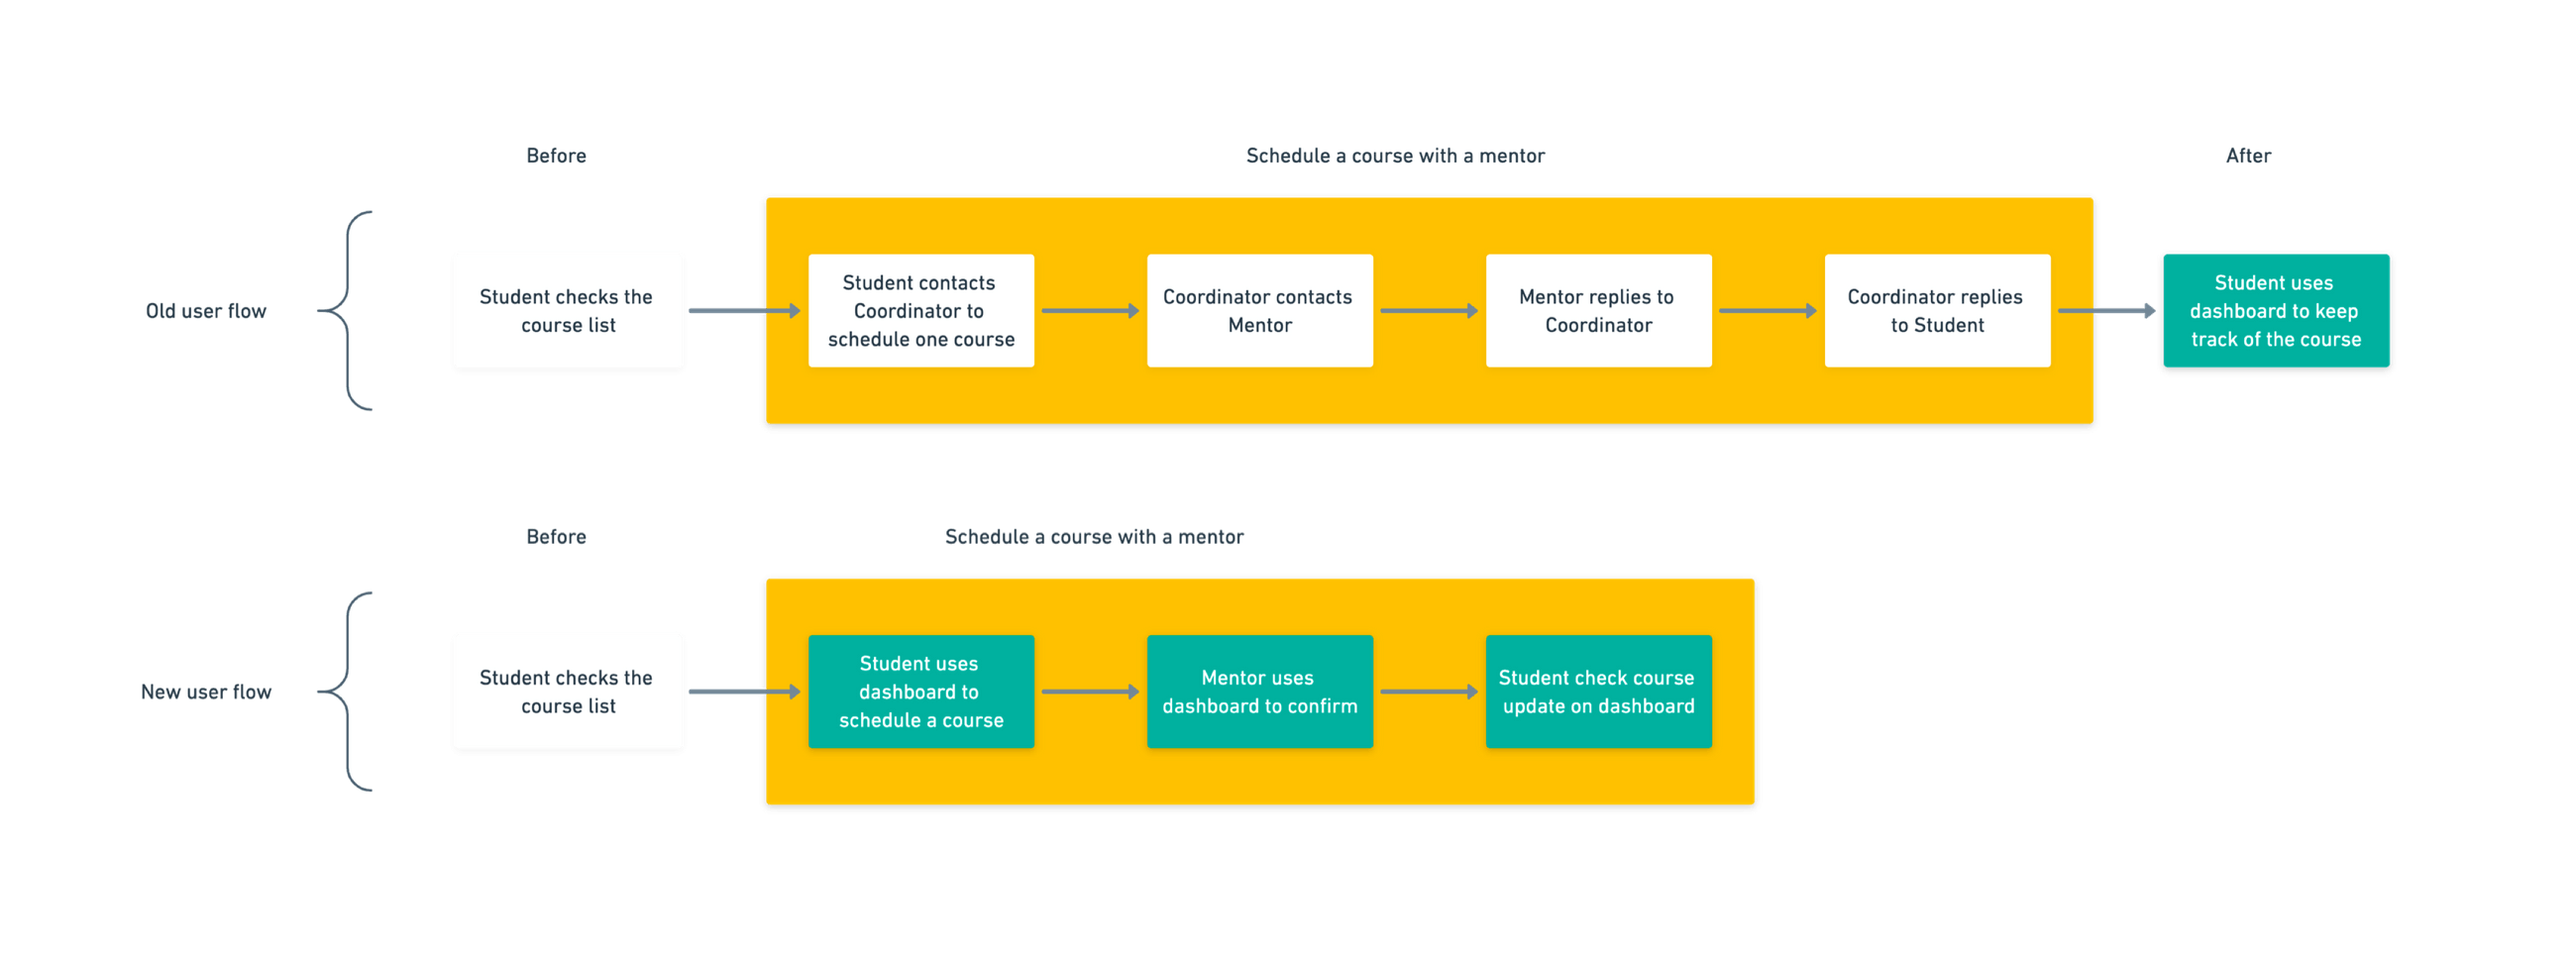 Before
Schedule a course with a mentor
After
Old user flow
Student checks the
course list
Student contacts
Coordinator to
schedule one course
Coordinator contacts
Mentor
Mentor replies to
Coordinator
Coordinator replies
to Student
Student uses
dashboard to keep
track of the course
Before
Schedule a course with a mentor
New user flow
Student checks the
course list
Student uses
dashboard to
schedule a course
Mentor uses
dashboard to confirm
Student check course
update on dashboard